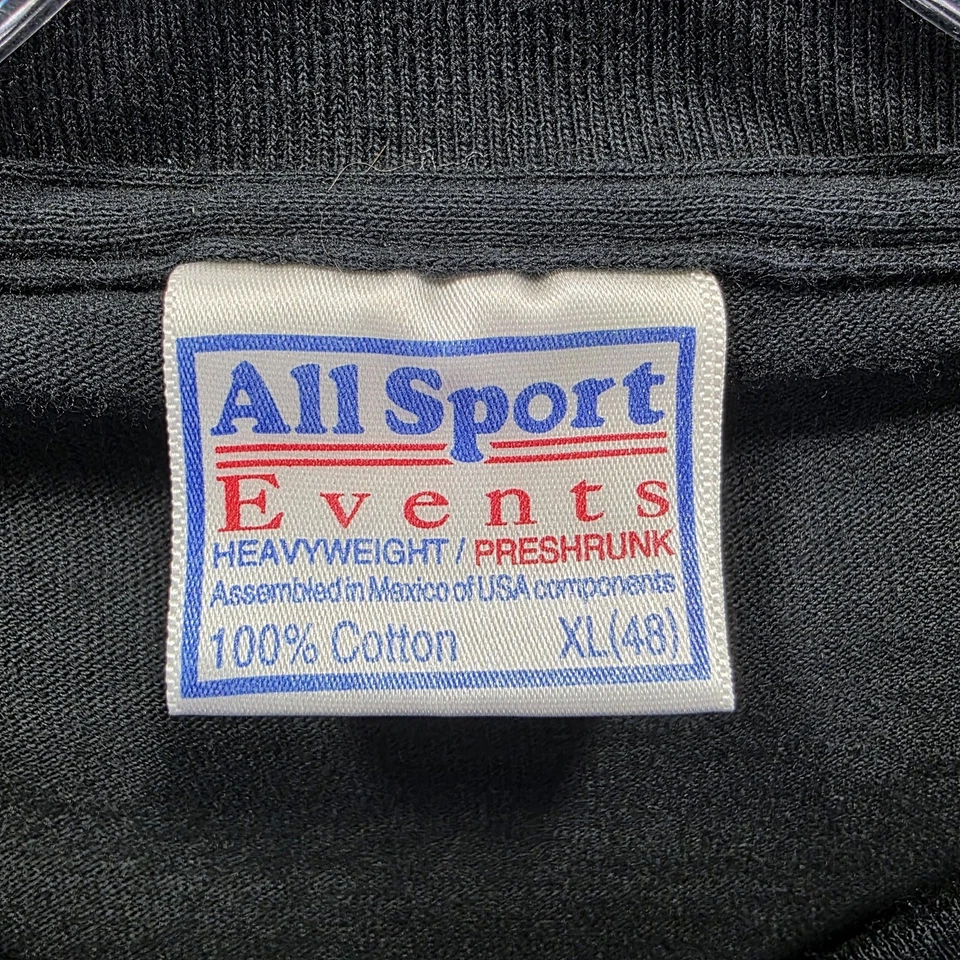 All Sport
Events
HEAVYWEIGHT / PRESHRUNK
Assembled in Mexico of USA components
100% Cotton XL(48)